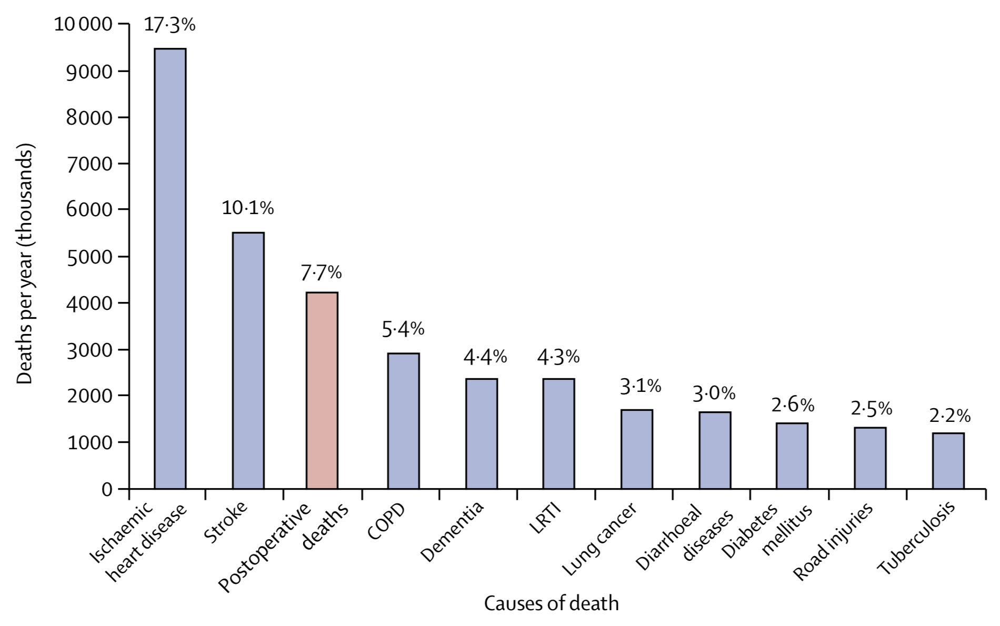 Deaths per year (thousands)
10 000
9000
8000
7000
6000
5000
4000
3000
2000
1000
0
17·3%
10·1%
7·7%
5·4%
4·4%
4·3%
3·1%
3·0%
2·6%
2·5%
2·2%
Ischaemic
heart disease
Stroke
Postoperative
deaths
COPD
Dementia
LRTI
Lung cancer
Diarrhoeal
diseases
Diabetes
mellitus
Road injuries
Tuberculosis
Causes of death